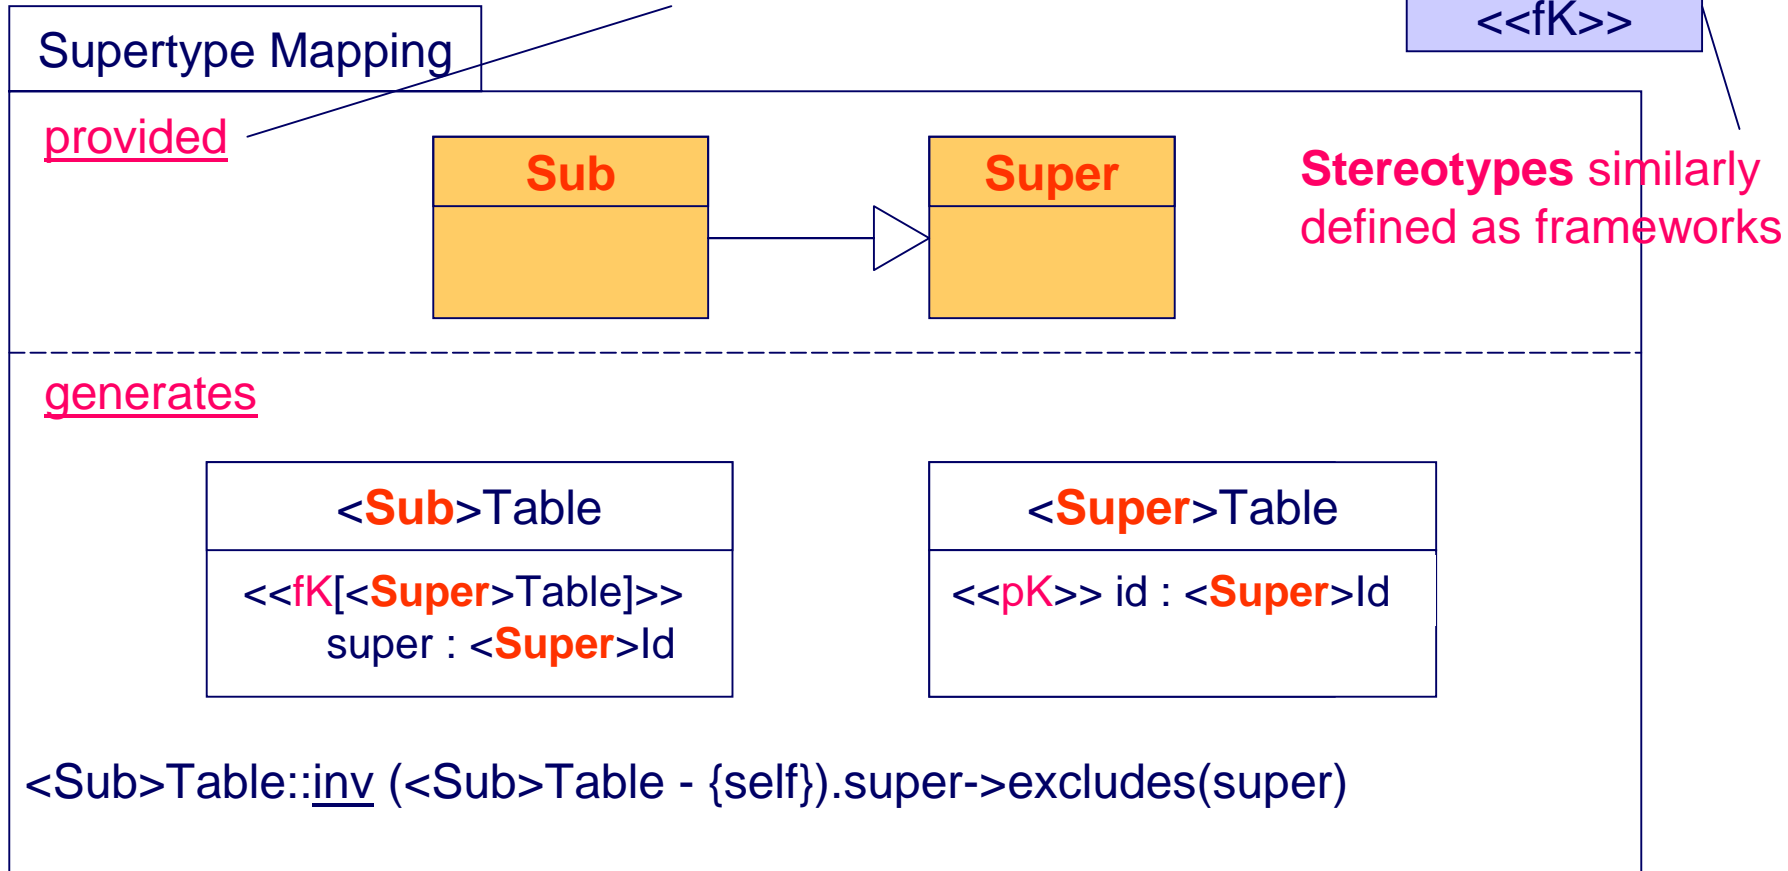 <<fK>>
Supertype Mapping
provided
Sub
Super
Stereotypes similarly
defined as frameworks
generates
<Sub>Table
<<fK[<Super>Table]>>
super : <Super>Id
<Super>Table
<<pK>> id : <Super>Id
<Sub>Table::inv (<Sub>Table - {self}).super->excludes(super)